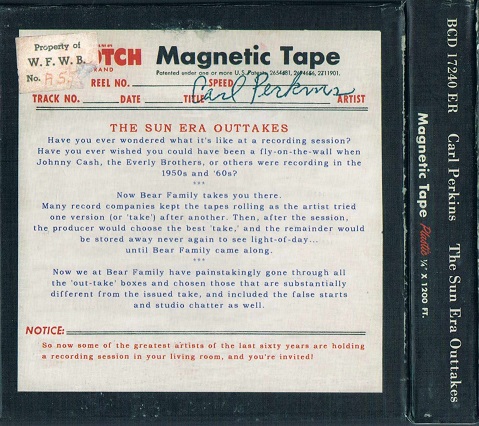 Property of
W. F. W. B.
No. A 55
OTCH
BRAND
Magnetic Tape
Patented under one or more U.S. Patents 2654681, 2694656, 2711901.
REEL NO. SPEED
TRACK NO. DATE TITLE Carl Perkins ARTIST
THE SUN ERA OUTTAKES
Have you ever wondered what it's like at a recording session?
Have you ever wished you could have been a fly-on-the-wall when
Johnny Cash, the Everly Brothers, or others were recording in the
1950s and '60s?
***
Now Bear Family takes you there.
Many record companies kept the tapes rolling as the artist tried
one version (or 'take') after another. Then, after the session,
the producer would choose the best 'take,' and the remainder would
be stored away never again to see light-of-day...
until Bear Family came along.
***
Now we at Bear Family have painstakingly gone through all
the 'out-take' boxes and chosen those that are substantially
different from the issued take, and included the false starts
and studio chatter as well.
NOTICE:
So now some of the greatest artists of the last sixty years are holding
a recording session in your living room, and you're invited!
BCD 17240 ER Carl Perkins The Sun Era Outtakes
Magnetic Tape Plastic ¼" X 1200 FT.